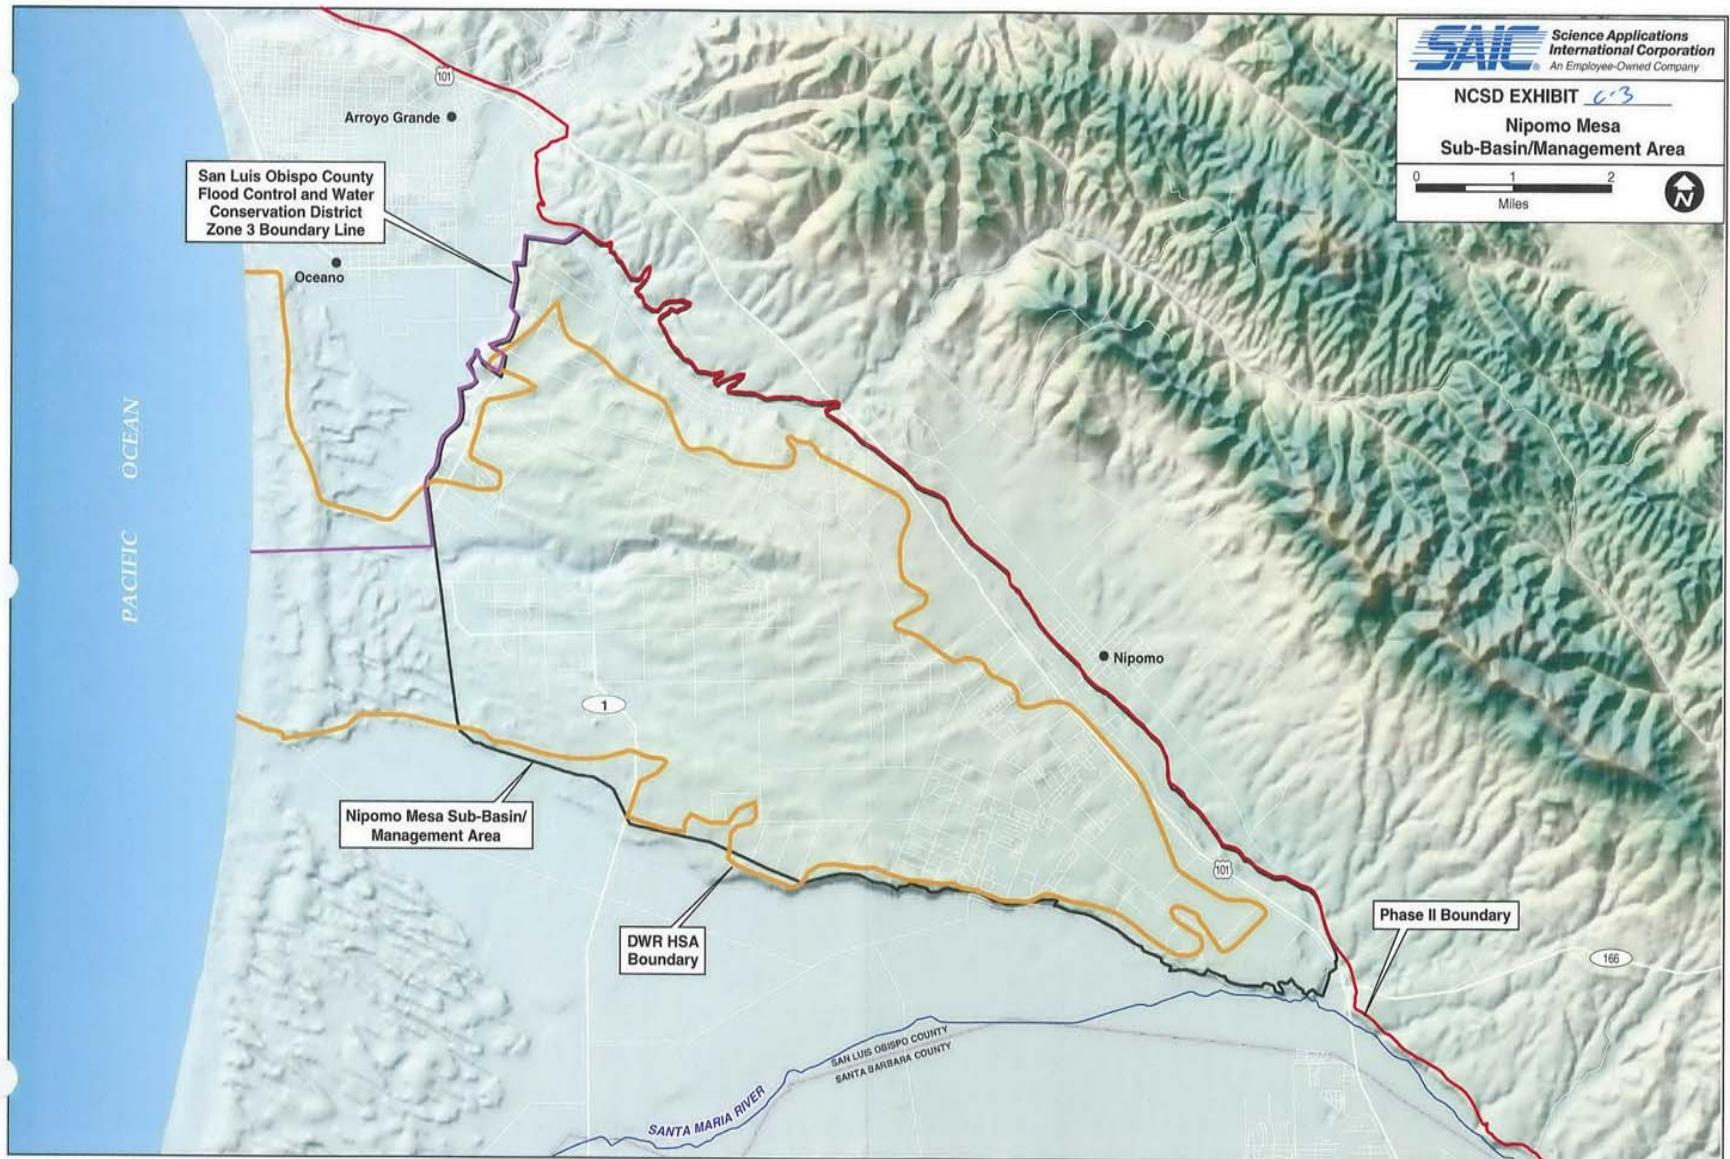 SAIC®
Science Applications
International Corporation
An Employee-Owned Company
NCSD EXHIBIT C-3
Nipomo Mesa
Sub-Basin/Management Area
0 1 2
Miles
N
101
Arroyo Grande
San Luis Obispo County
Flood Control and Water
Conservation District
Zone 3 Boundary Line
Oceano
PACIFIC OCEAN
Nipomo
1
Nipomo Mesa Sub-Basin/
Management Area
101
Phase II Boundary
DWR HSA
Boundary
166
SAN LUIS OBISPO COUNTY
SANTA BARBARA COUNTY
SANTA MARIA RIVER